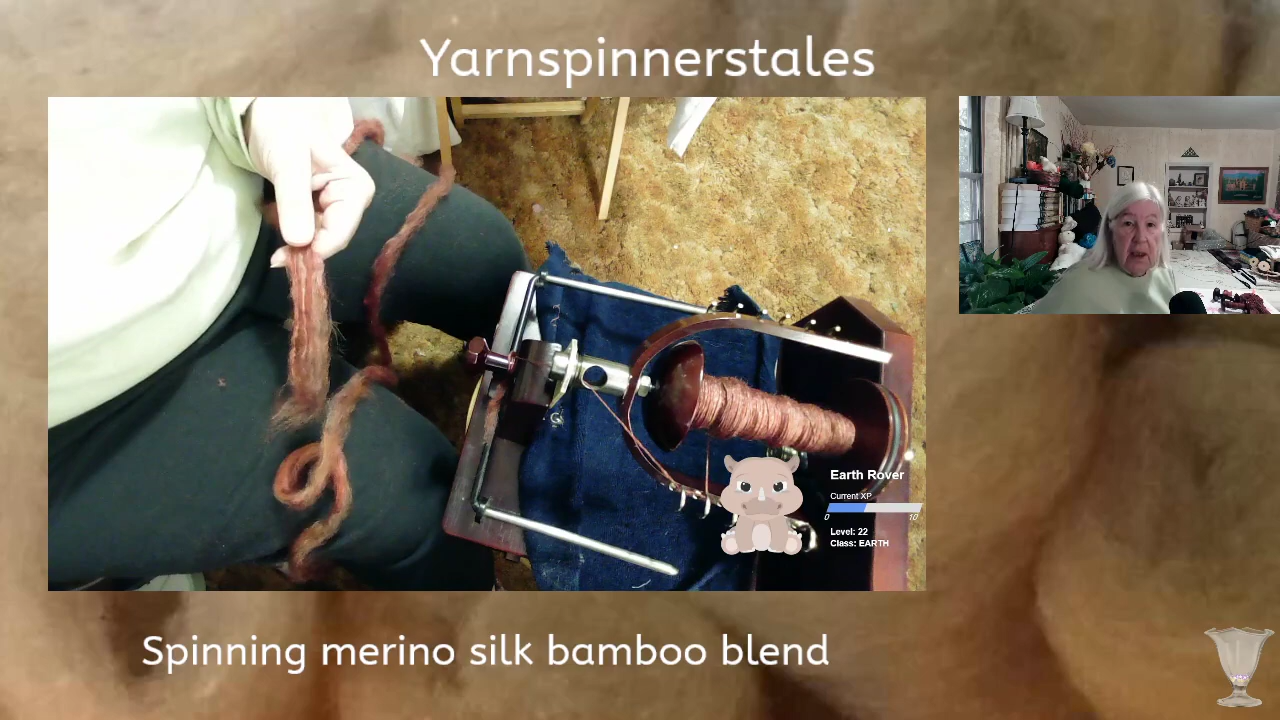 Yarnspinnerstales
Earth Rover
Current XP
0 10
Level: 22
Class: EARTH
Spinning merino silk bamboo blend